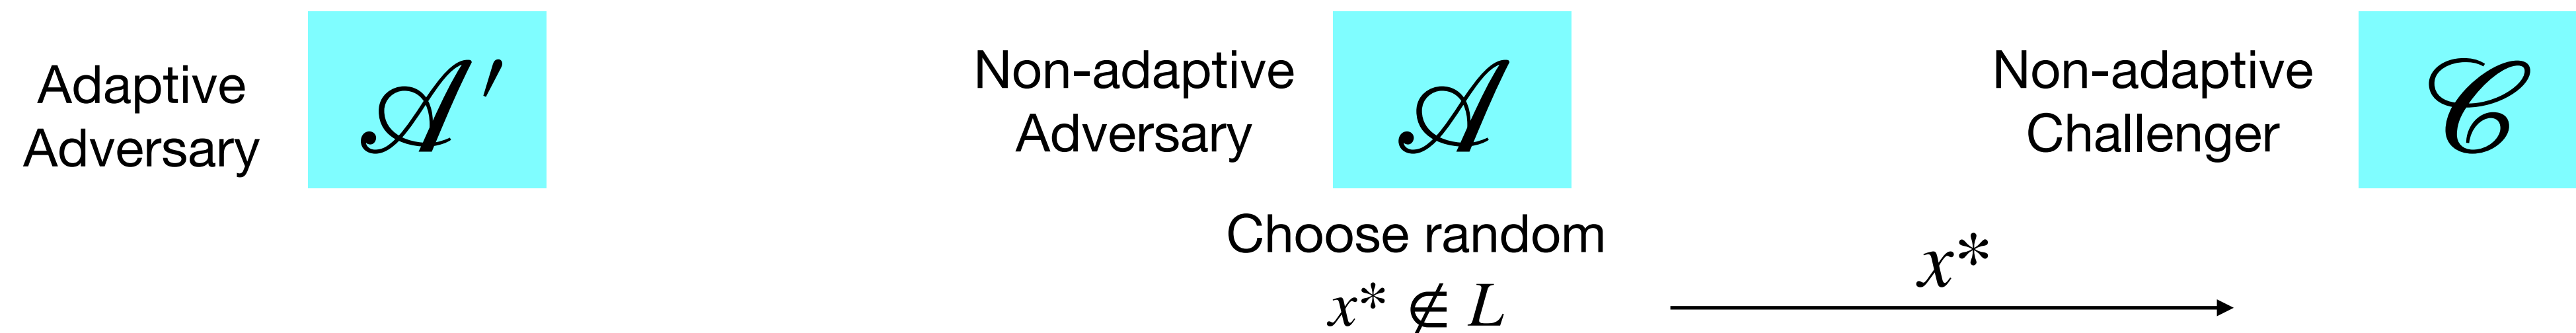 Adaptive
Adversary
𝒜′
Non-adaptive
Adversary
𝒜
Non-adaptive
Challenger
𝒞
Choose random
x* ∉ L
x*